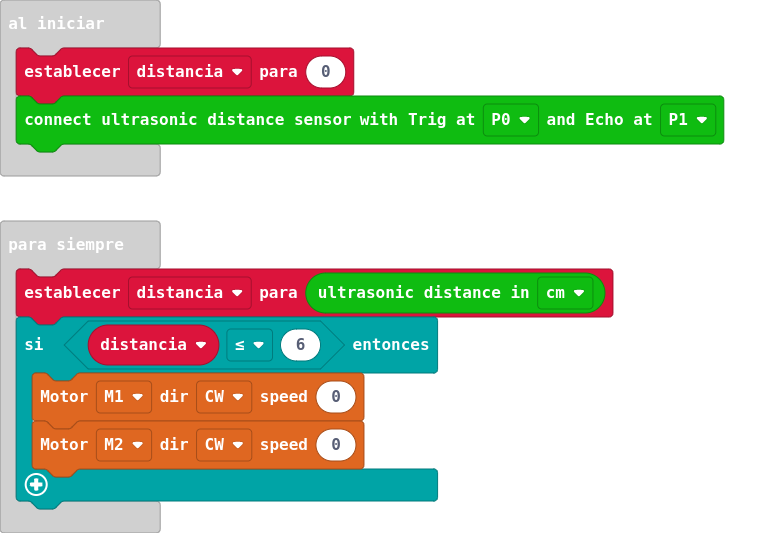 al iniciar
establecer distancia para 0
connect ultrasonic distance sensor with Trig at P0 and Echo at P1
para siempre
establecer distancia para ultrasonic distance in cm
si distancia ≤ 6 entonces
Motor M1 dir CW speed 0
Motor M2 dir CW speed 0